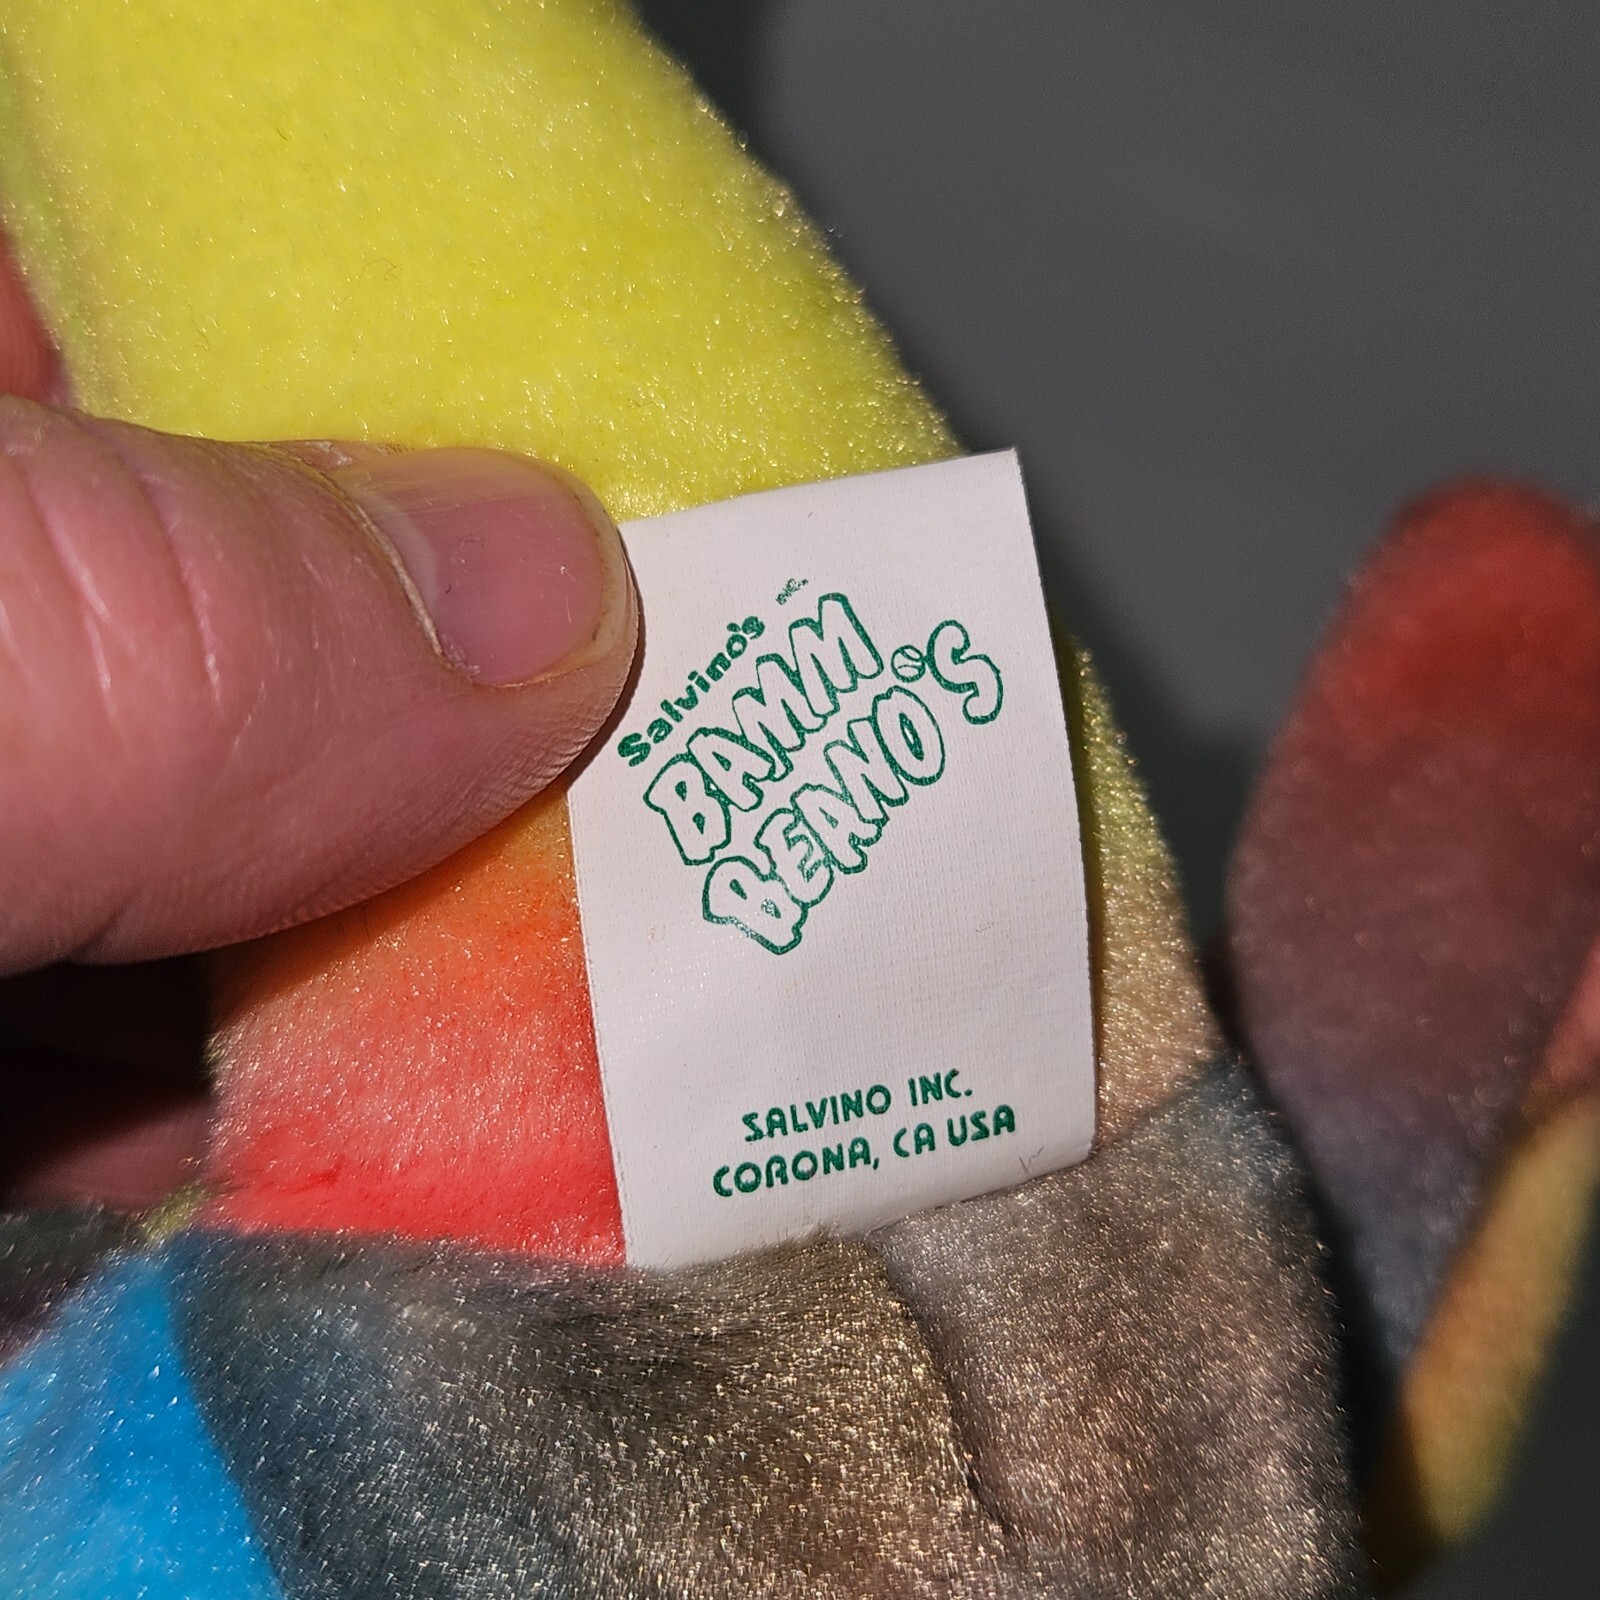 Salvino's INC.
BAMM
BEANO'S
SALVINO INC.
CORONA, CA USA